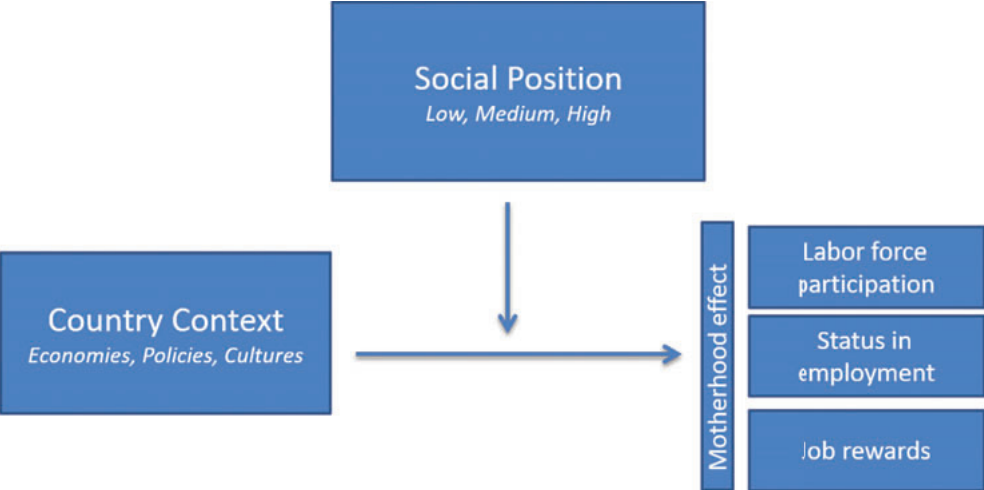 Social Position
Low, Medium, High
Country Context
Economies, Policies, Cultures
Motherhood effect
Labor force
participation
Status in
employment
Job rewards